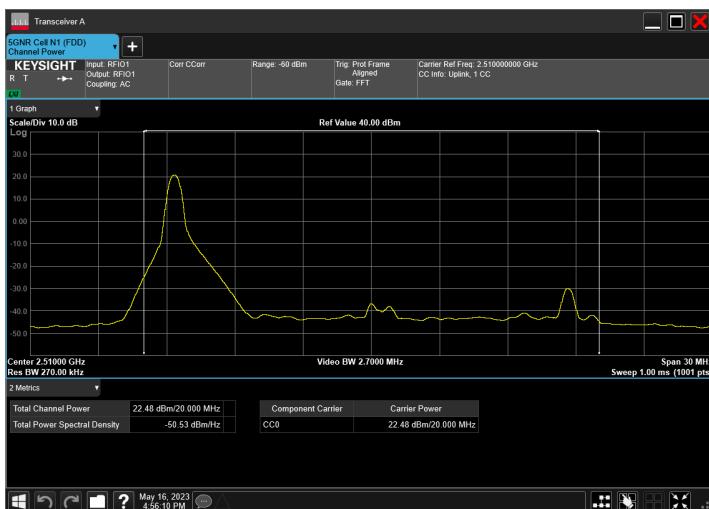 Transceiver A
5GNR Cell N1 (FDD)
Channel Power
KEYSIGHT
R T
LXI
Input: RFIO1
Output: RFIO1
Coupling: AC
Corr CCorr
Range: -60 dBm
Trig: Prot Frame
Aligned
Gate: FFT
Carrier Ref Freq: 2.510000000 GHz
CC Info: Uplink, 1 CC
1 Graph
Scale/Div 10.0 dB
Ref Value 40.00 dBm
Log
30.0
20.0
10.0
0.00
-10.0
-20.0
-30.0
-40.0
-50.0
Center 2.51000 GHz
Video BW 2.7000 MHz
Span 30 MH
Res BW 270.00 kHz
Sweep 1.00 ms (1001 pts
2 Metrics
Total Channel Power 22.48 dBm/20.000 MHz
Total Power Spectral Density -50.53 dBm/Hz
Component Carrier Carrier Power
CC0 22.48 dBm/20.000 MHz
?
May 16, 2023
4:56:10 PM